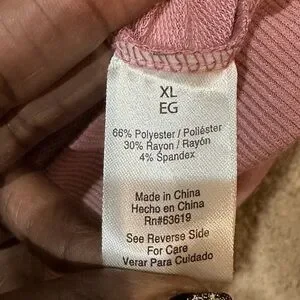 XL
EG
66% Polyester / Poliéster
30% Rayon / Rayón
4% Spandex
Made in China
Hecho en China
Rn#63619
See Reverse Side
For Care
Verar Para Cuidado